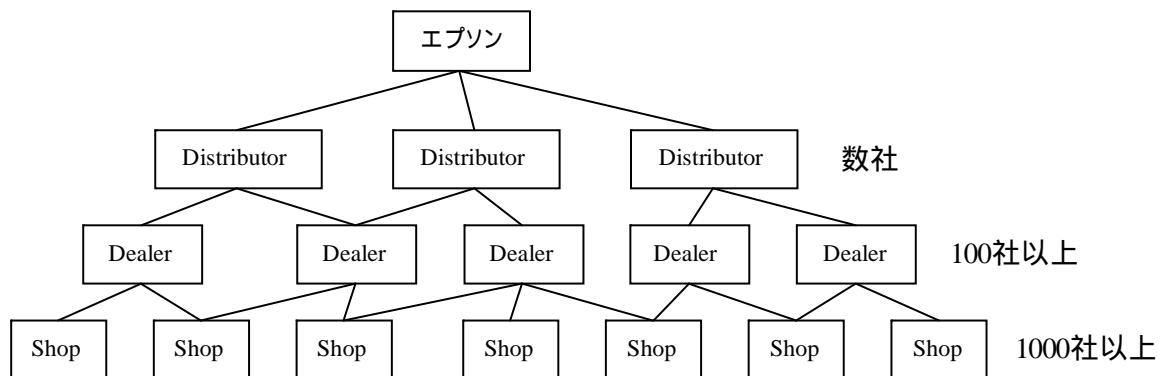 エプソン
Distributor Distributor Distributor 数社
Dealer Dealer Dealer Dealer Dealer 100社以上
Shop Shop Shop Shop Shop Shop Shop 1000社以上